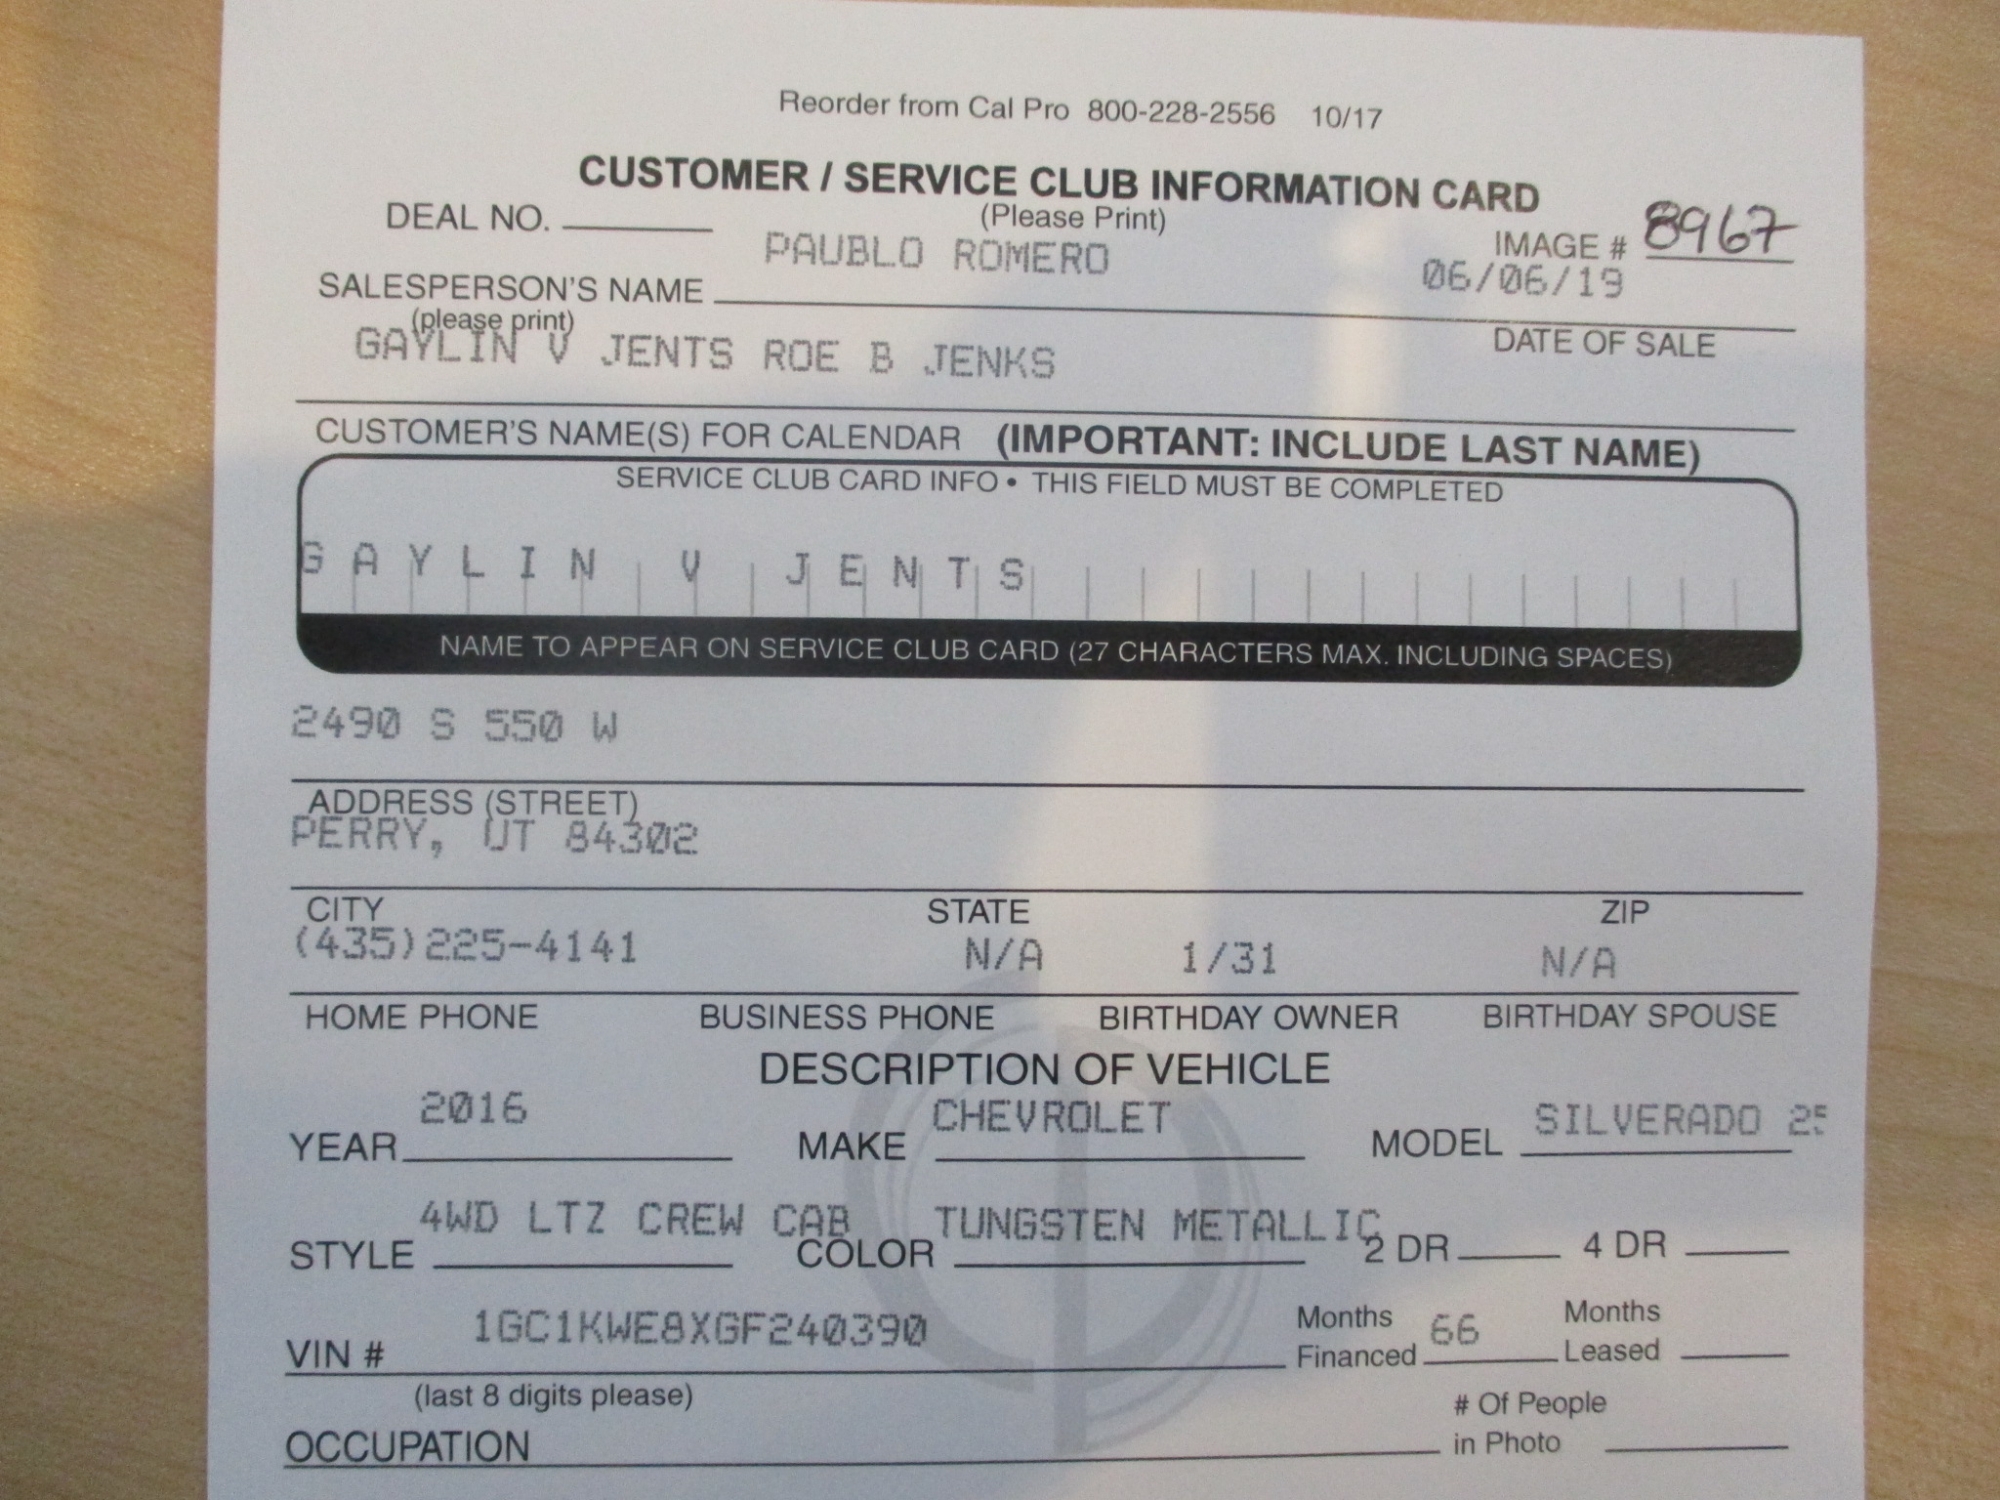 Reorder from Cal Pro 800-228-2556 10/17
CUSTOMER / SERVICE CLUB INFORMATION CARD
(Please Print)
DEAL NO.
IMAGE # 8967
PAUBLO ROMERO
06/06/19
SALESPERSON'S NAME
(please print)
DATE OF SALE
GAYLIN V JENTS ROE B JENKS
CUSTOMER'S NAME(S) FOR CALENDAR (IMPORTANT: INCLUDE LAST NAME)
SERVICE CLUB CARD INFO • THIS FIELD MUST BE COMPLETED
GAYLIN V JENTS
NAME TO APPEAR ON SERVICE CLUB CARD (27 CHARACTERS MAX. INCLUDING SPACES)
2490 S 550 W
ADDRESS (STREET)
PERRY, UT 84302
CITY STATE ZIP
(435)225-4141 N/A 1/31 N/A
HOME PHONE BUSINESS PHONE BIRTHDAY OWNER BIRTHDAY SPOUSE
DESCRIPTION OF VEHICLE
YEAR 2016 MAKE CHEVROLET MODEL SILVERADO 25
STYLE 4WD LTZ CREW CAB COLOR TUNGSTEN METALLIC 2 DR 4 DR
VIN # 1GC1KWE8XGF240390 Months Financed 66 Months Leased
(last 8 digits please)
OCCUPATION # Of People in Photo